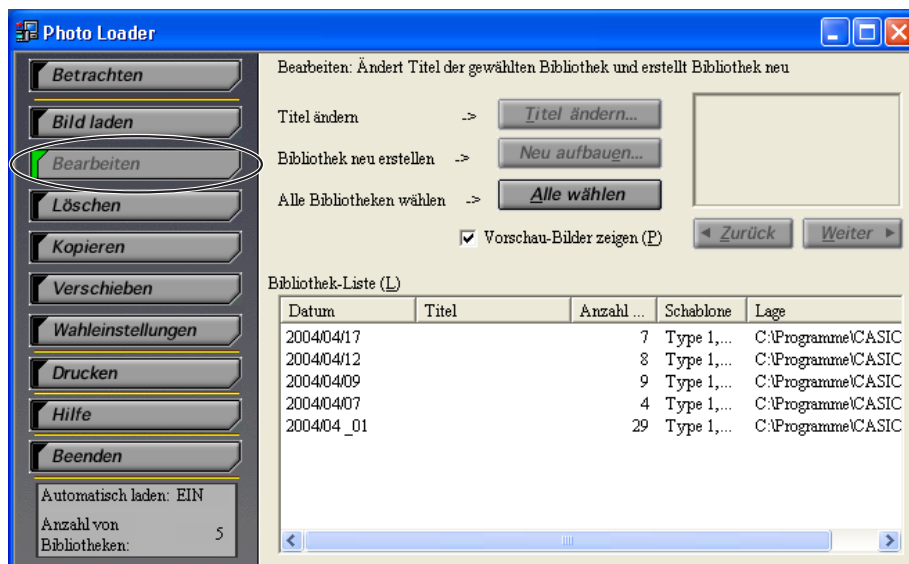 Photo Loader
Betrachten
Bild laden
Bearbeiten
Löschen
Kopieren
Verschieben
Wahleinstellungen
Drucken
Hilfe
Beenden
Automatisch laden: EIN
Anzahl von
Bibliotheken: 5
Bearbeiten: Ändert Titel der gewählten Bibliothek und erstellt Bibliothek neu
Titel ändern -> Titel ändern...
Bibliothek neu erstellen -> Neu aufbauen...
Alle Bibliotheken wählen -> Alle wählen
Vorschau-Bilder zeigen (P)
Zurück Weiter
Bibliothek-Liste (L)
Datum Titel Anzahl ... Schablone Lage
2004/04/17 7 Type 1,... C:\Programme\CASIC
2004/04/12 8 Type 1,... C:\Programme\CASIC
2004/04/09 9 Type 1,... C:\Programme\CASIC
2004/04/07 4 Type 1,... C:\Programme\CASIC
2004/04 _01 29 Type 1,... C:\Programme\CASIC